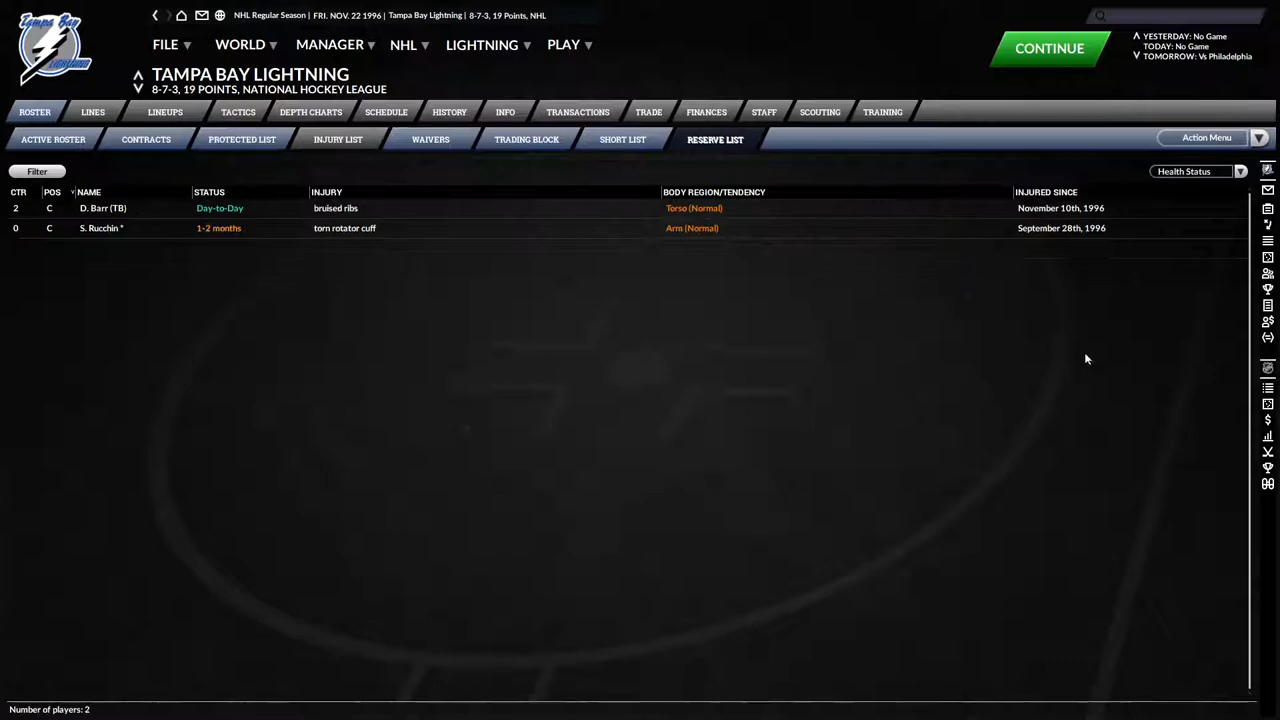 NHL Regular Season | FRI. NOV. 22 1996 | Tampa Bay Lightning | 8-7-3, 19 Points, NHL
Tampa Bay
LIGHTNING
FILE WORLD MANAGER NHL LIGHTNING PLAY
CONTINUE
YESTERDAY: No Game
TODAY: No Game
TOMORROW: Vs Philadelphia
TAMPA BAY LIGHTNING
8-7-3, 19 POINTS, NATIONAL HOCKEY LEAGUE
ROSTER LINES LINEUPS TACTICS DEPTH CHARTS SCHEDULE HISTORY INFO TRANSACTIONS TRADE FINANCES STAFF SCOUTING TRAINING
ACTIVE ROSTER CONTRACTS PROTECTED LIST INJURY LIST WAIVERS TRADING BLOCK SHORT LIST RESERVE LIST Action Menu
Filter Health Status
CTR POS NAME STATUS INJURY BODY REGION/TENDENCY INJURED SINCE
2 C D. Barr (TB) Day-to-Day bruised ribs Torso (Normal) November 10th, 1996
0 C S. Rucchin * 1-2 months torn rotator cuff Arm (Normal) September 28th, 1996
Number of players: 2